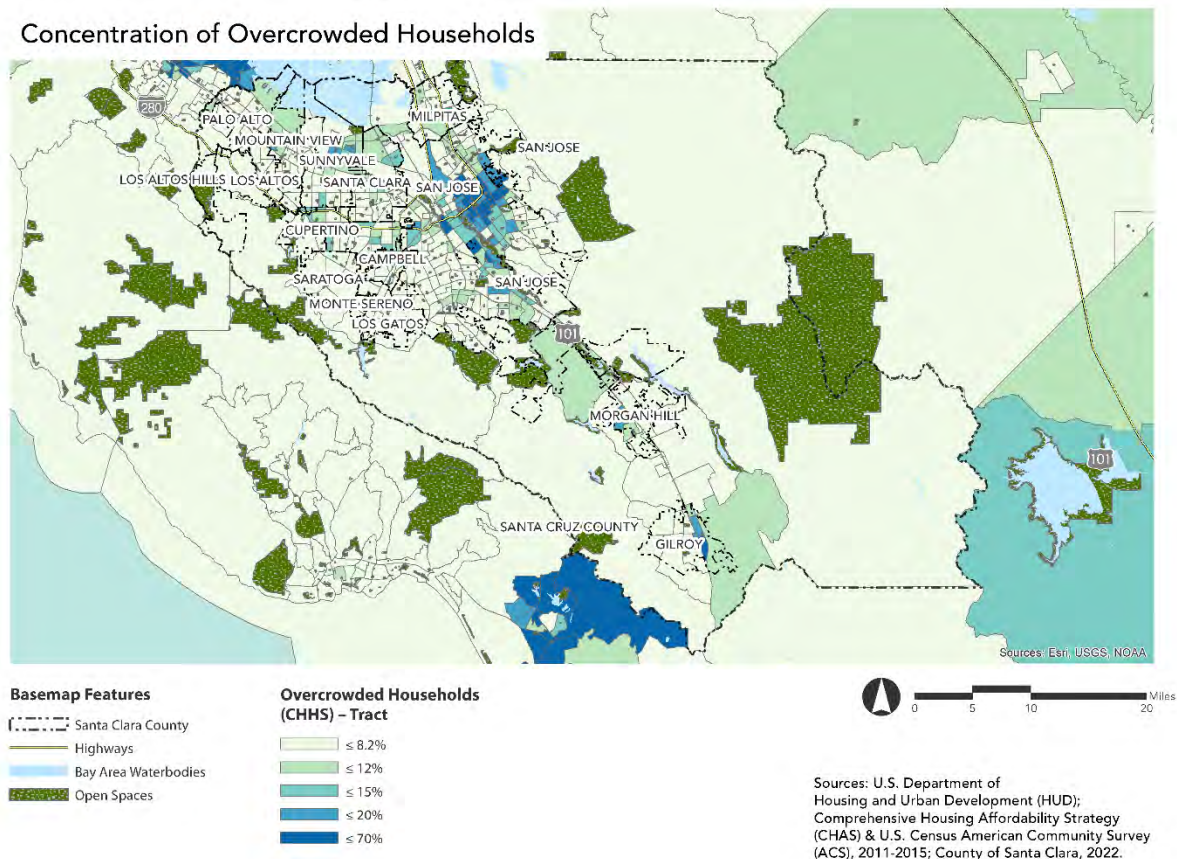 Concentration of Overcrowded Households
280
PALO ALTO
MILPITAS
MOUNTAIN VIEW
SAN JOSE
SUNNYVALE
LOS ALTOS HILLS
LOS ALTOS
SANTA CLARA
SAN JOSE
CUPERTINO
CAMPBELL
SARATOGA
SAN JOSE
MONTE SERENO
LOS GATOS
101
MORGAN HILL
101
SANTA CRUZ COUNTY
GILROY
Sources: Esri, USGS, NOAA
Basemap Features
Santa Clara County
Highways
Bay Area Waterbodies
Open Spaces
Overcrowded Households
(CHHS) – Tract
≤ 8.2%
≤ 12%
≤ 15%
≤ 20%
≤ 70%
Miles
0 5 10 20
Sources: U.S. Department of
Housing and Urban Development (HUD);
Comprehensive Housing Affordability Strategy
(CHAS) & U.S. Census American Community Survey
(ACS), 2011-2015; County of Santa Clara, 2022.